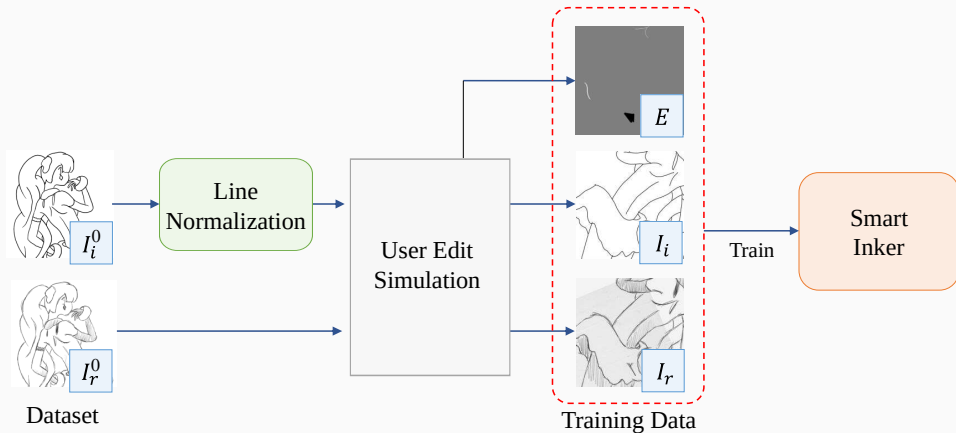 E
Line
Normalization
User Edit
Simulation
I_i^0
I_i
Train
Smart
Inker
I_r^0
I_r
Dataset
Training Data